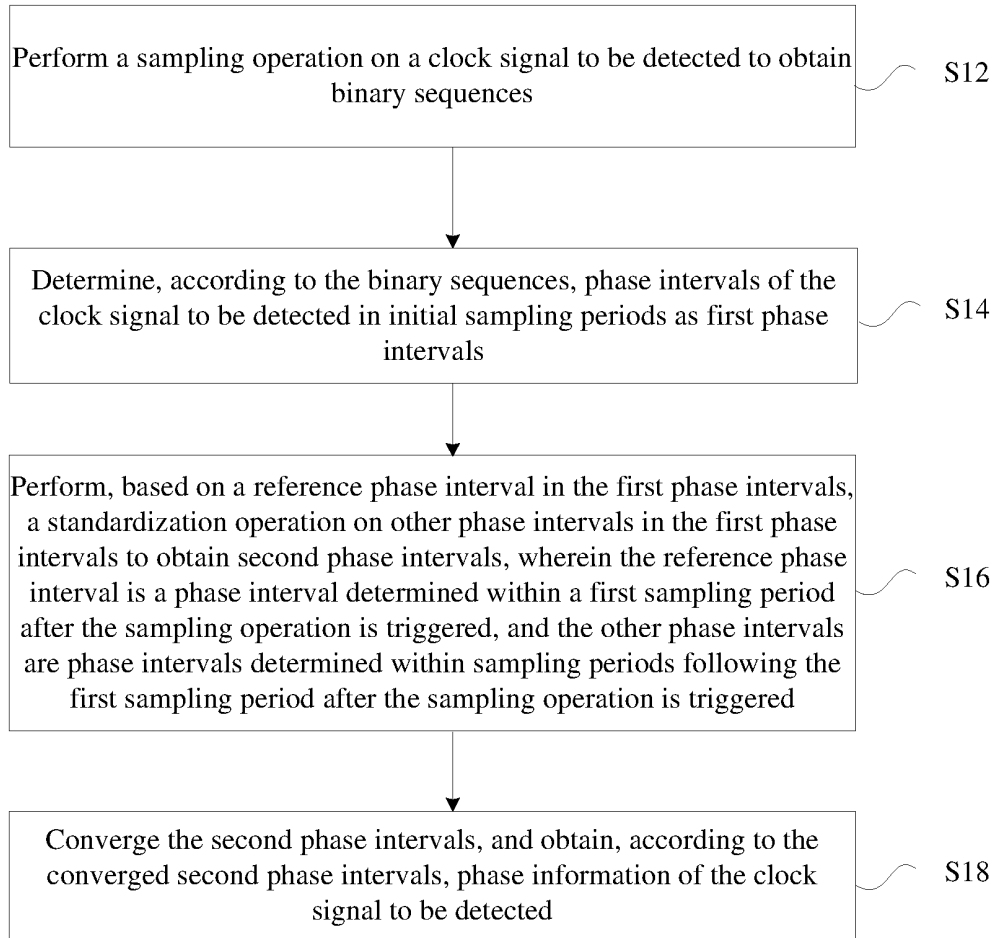 Perform a sampling operation on a clock signal to be detected to obtain
binary sequences
S12
Determine, according to the binary sequences, phase intervals of the
clock signal to be detected in initial sampling periods as first phase
intervals
S14
Perform, based on a reference phase interval in the first phase intervals,
a standardization operation on other phase intervals in the first phase
intervals to obtain second phase intervals, wherein the reference phase
interval is a phase interval determined within a first sampling period
after the sampling operation is triggered, and the other phase intervals
are phase intervals determined within sampling periods following the
first sampling period after the sampling operation is triggered
S16
Converge the second phase intervals, and obtain, according to the
converged second phase intervals, phase information of the clock
signal to be detected
S18